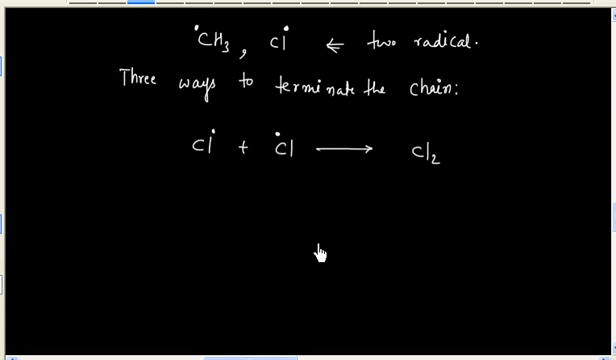 •CH3, Cl• ⇐ two radical.
Three ways to terminate the chain:
Cl• + •Cl ⟶ Cl2